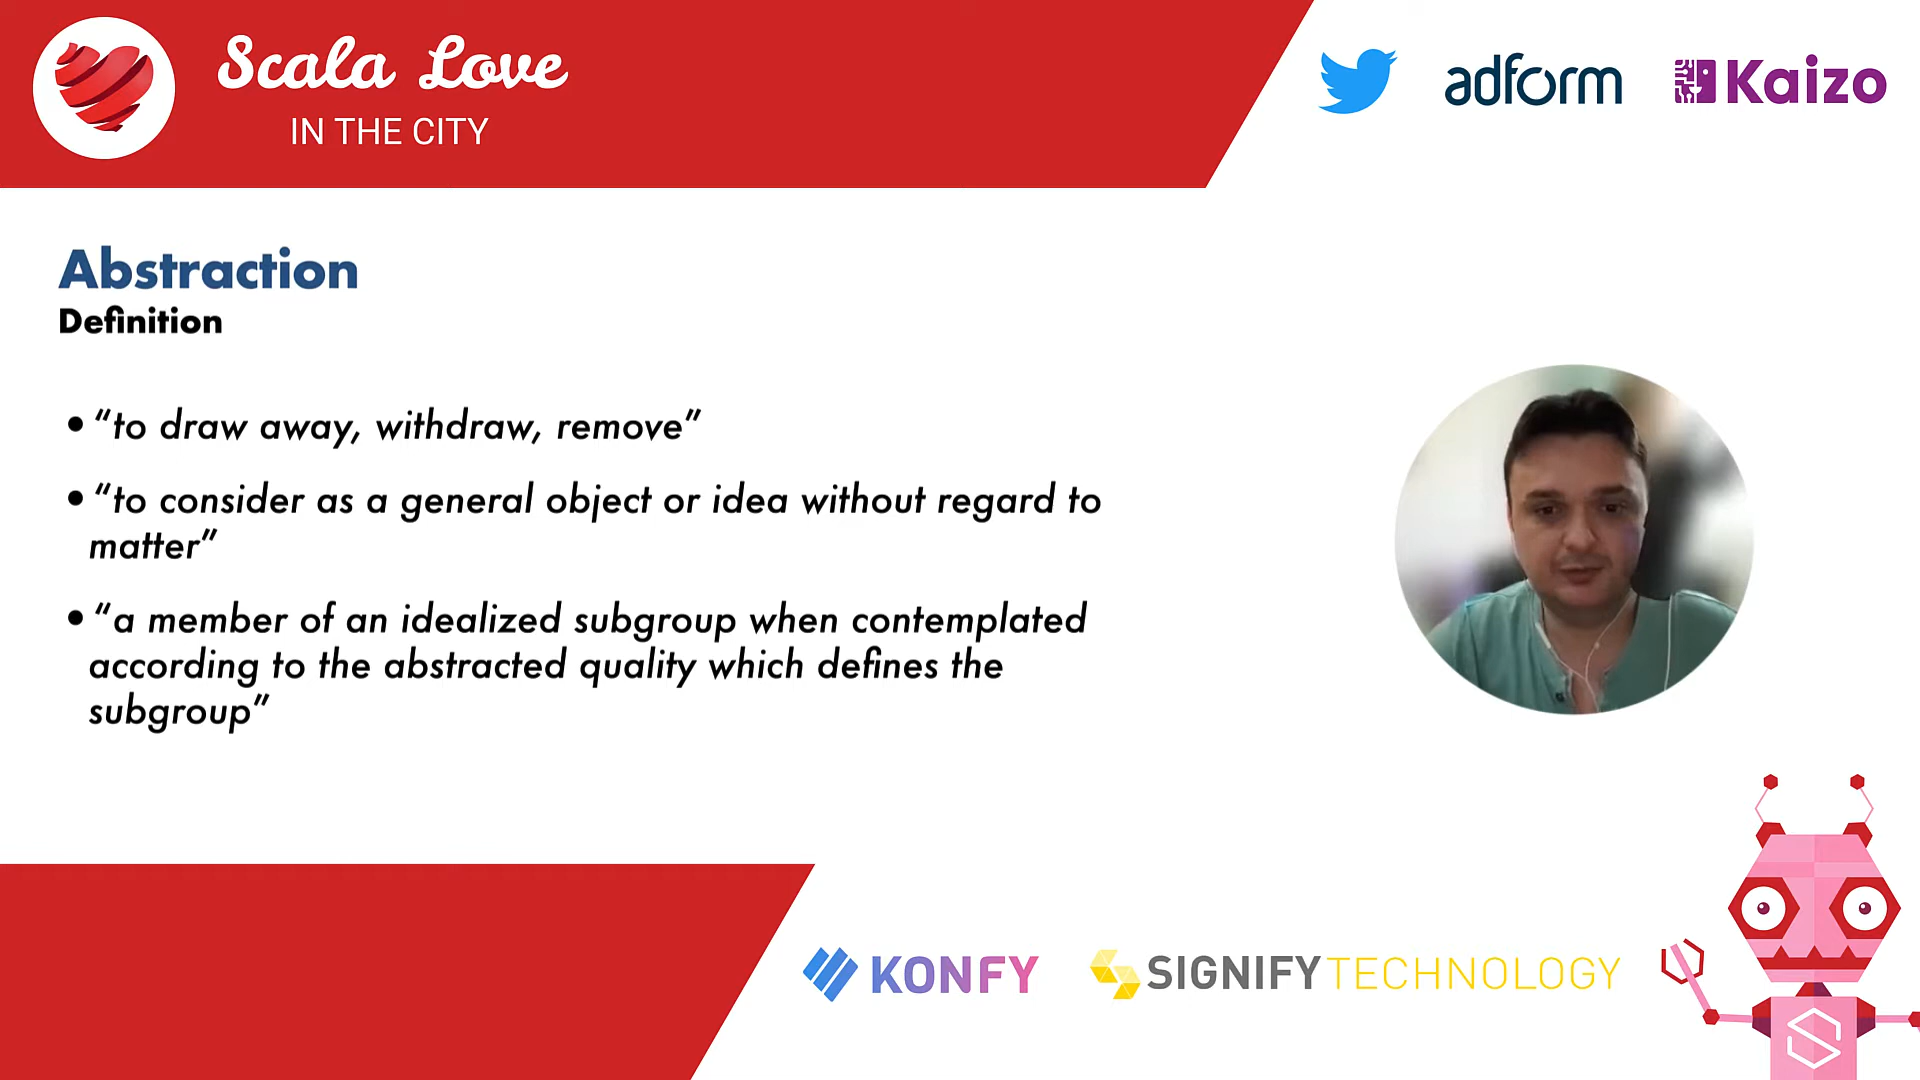 Scala Love
IN THE CITY
adform
Kaizo
Abstraction
Definition
• “to draw away, withdraw, remove”
• “to consider as a general object or idea without regard to
matter”
• “a member of an idealized subgroup when contemplated
according to the abstracted quality which defines the
subgroup”
KONFY
SIGNIFYTECHNOLOGY